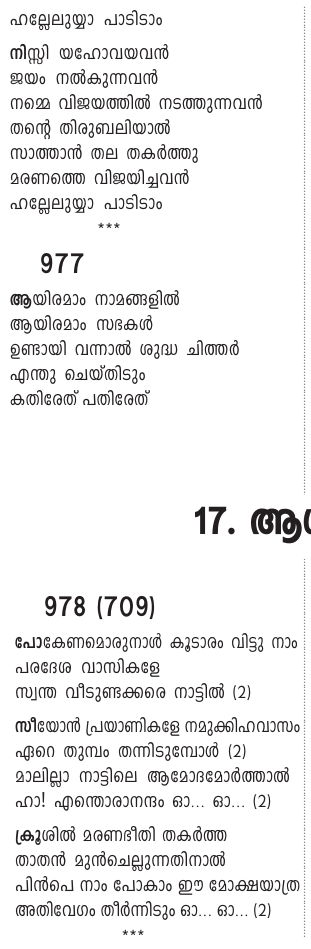 ഹല്ലേലുയ്യാ പാടിടാം
നിസ്സി യഹോവയവൻ
ജയം നൽകുന്നവൻ
നമ്മെ വിജയത്തിൽ നടത്തുന്നവൻ
തന്റെ തിരുബലിയാൽ
സാത്താൻ തല തകർത്തു
മരണത്തെ വിജയിച്ചവൻ
ഹല്ലേലുയ്യാ പാടിടാം
***
977
ആയിരമാം നാമങ്ങളിൽ
ആയിരമാം സഭകൾ
ഉണ്ടായി വന്നാൽ ശുദ്ധ ചിത്തർ
എന്തു ചെയ്തിടും
കതിരേത് പതിരേത്
17.
978 (709)
പോകേണമൊരുനാൾ കൂടാരം വിട്ടു നാം
പരദേശ വാസികളേ
സ്വന്ത വീടുണ്ടക്കരെ നാട്ടിൽ (2)
സീയോൻ പ്രയാണികളേ നമുക്കിഹവാസം
ഏറെ തുമ്പം തന്നിടുമ്പോൾ (2)
മാലില്ലാ നാട്ടിലെ ആമോദമോർത്താൽ
ഹാ! എന്തൊരാനന്ദം ഓ... ഓ... (2)
ക്രൂശിൽ മരണഭീതി തകർത്ത
താതൻ മുൻചെല്ലുന്നതിനാൽ
പിൻപെ നാം പോകാം ഈ മോക്ഷയാത്ര
അതിവേഗം തീർന്നിടും ഓ... ഓ... (2)
***